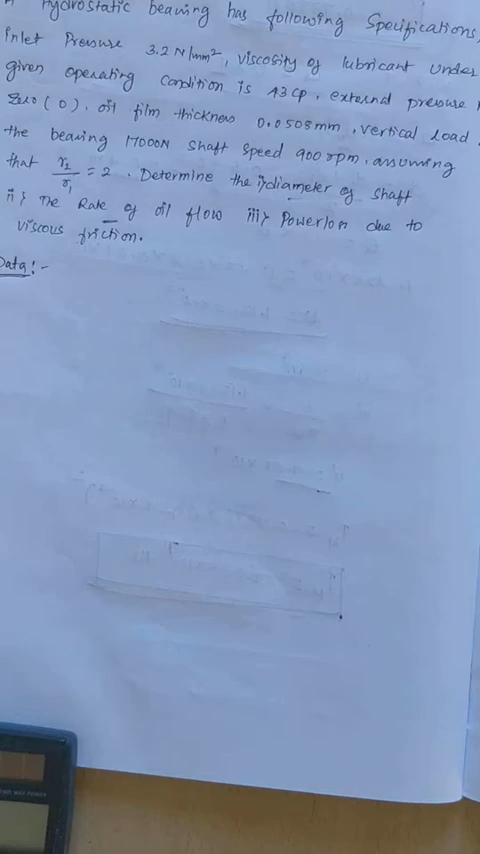 Hydrostatic bearing has following Specifications,
inlet Pressure 3.2 N/mm², viscosity of lubricant under
given operating Condition is 43 CP, external pressure
Zero (0). oil film thickness 0.0508 mm, vertical load
the bearing 17000N Shaft Speed 900 rpm, assuming
that r₂/r₁ = 2. Determine the i} diameter of Shaft
ii} The Rate of oil flow iii} Powerloss due to
viscous friction.
Data:-